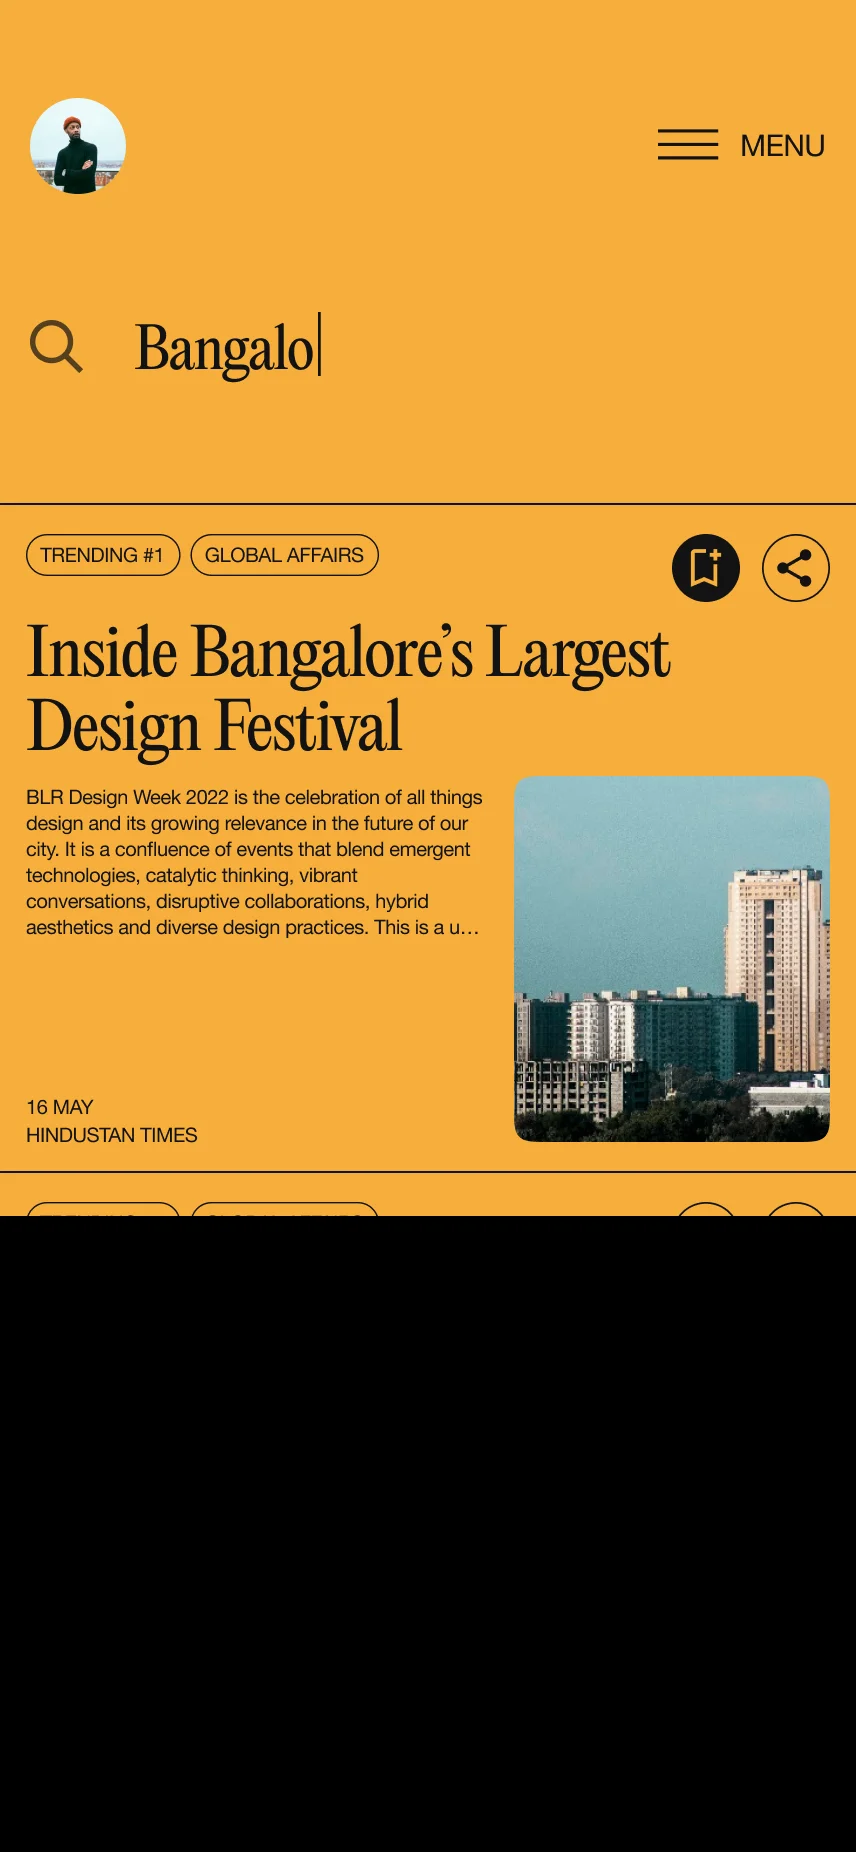 MENU
Bangalo
TRENDING #1
GLOBAL AFFAIRS
Inside Bangalore’s Largest
Design Festival
BLR Design Week 2022 is the celebration of all things
design and its growing relevance in the future of our
city. It is a confluence of events that blend emergent
technologies, catalytic thinking, vibrant
conversations, disruptive collaborations, hybrid
aesthetics and diverse design practices. This is a u…
16 MAY
HINDUSTAN TIMES